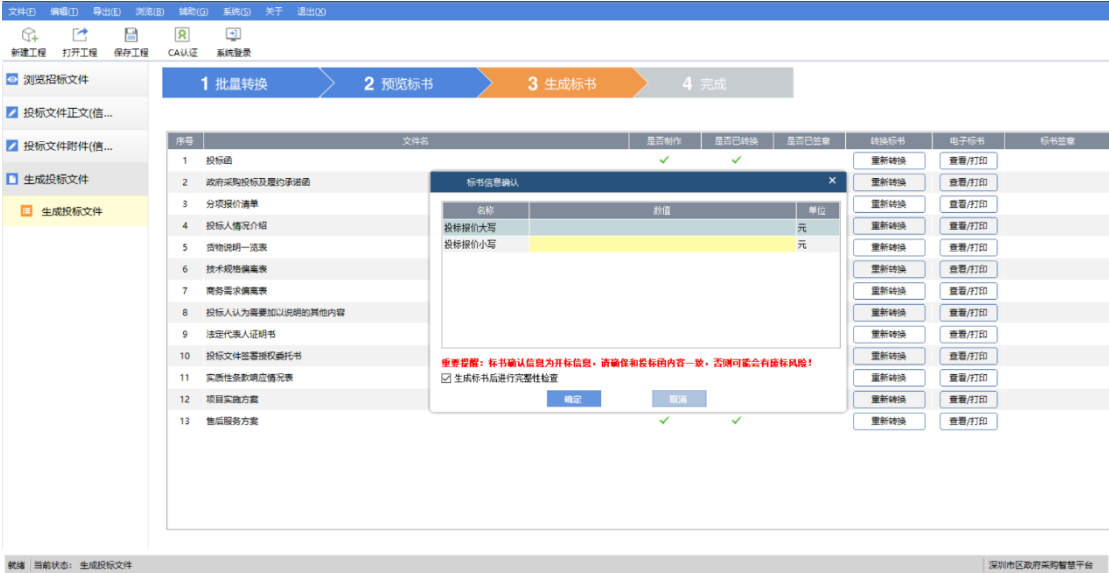 文件(F) 编辑(I) 导出(E) 浏览(B) 辅助(G) 系统(S) 关于 退出(X)
新建工程 打开工程 保存工程 CA认证 系统登录
浏览招标文件
投标文件正文(信...
投标文件附件(信...
生成投标文件
生成投标文件
1 批量转换 2 预览标书 3 生成标书 4 完成
序号 文件名 是否制作 是否已转换 是否已签章 转换标书 电子标书 标书签章
1 投标函 重新转换 查看/打印
2 政府采购投标及履约承诺函 重新转换 查看/打印
3 分项报价清单 重新转换 查看/打印
4 投标人情况介绍 重新转换 查看/打印
5 货物说明一览表 重新转换 查看/打印
6 技术规格偏离表 重新转换 查看/打印
7 商务需求偏离表 重新转换 查看/打印
8 投标人认为需要加以说明的其他内容 重新转换 查看/打印
9 法定代表人证明书 重新转换 查看/打印
10 投标文件签署授权委托书 重新转换 查看/打印
11 实质性条款响应情况表 重新转换 查看/打印
12 项目实施方案 重新转换 查看/打印
13 售后服务方案 重新转换 查看/打印
标书信息确认 ×
名称 数值 单位
投标报价大写 元
投标报价小写 元
重要提醒：标书确认信息为开标信息，请确保和投标函内容一致，否则可能会有废标风险！
生成标书后进行完整性检查
确定 取消
就绪 当前状态： 生成投标文件 深圳市区政府采购智慧平台